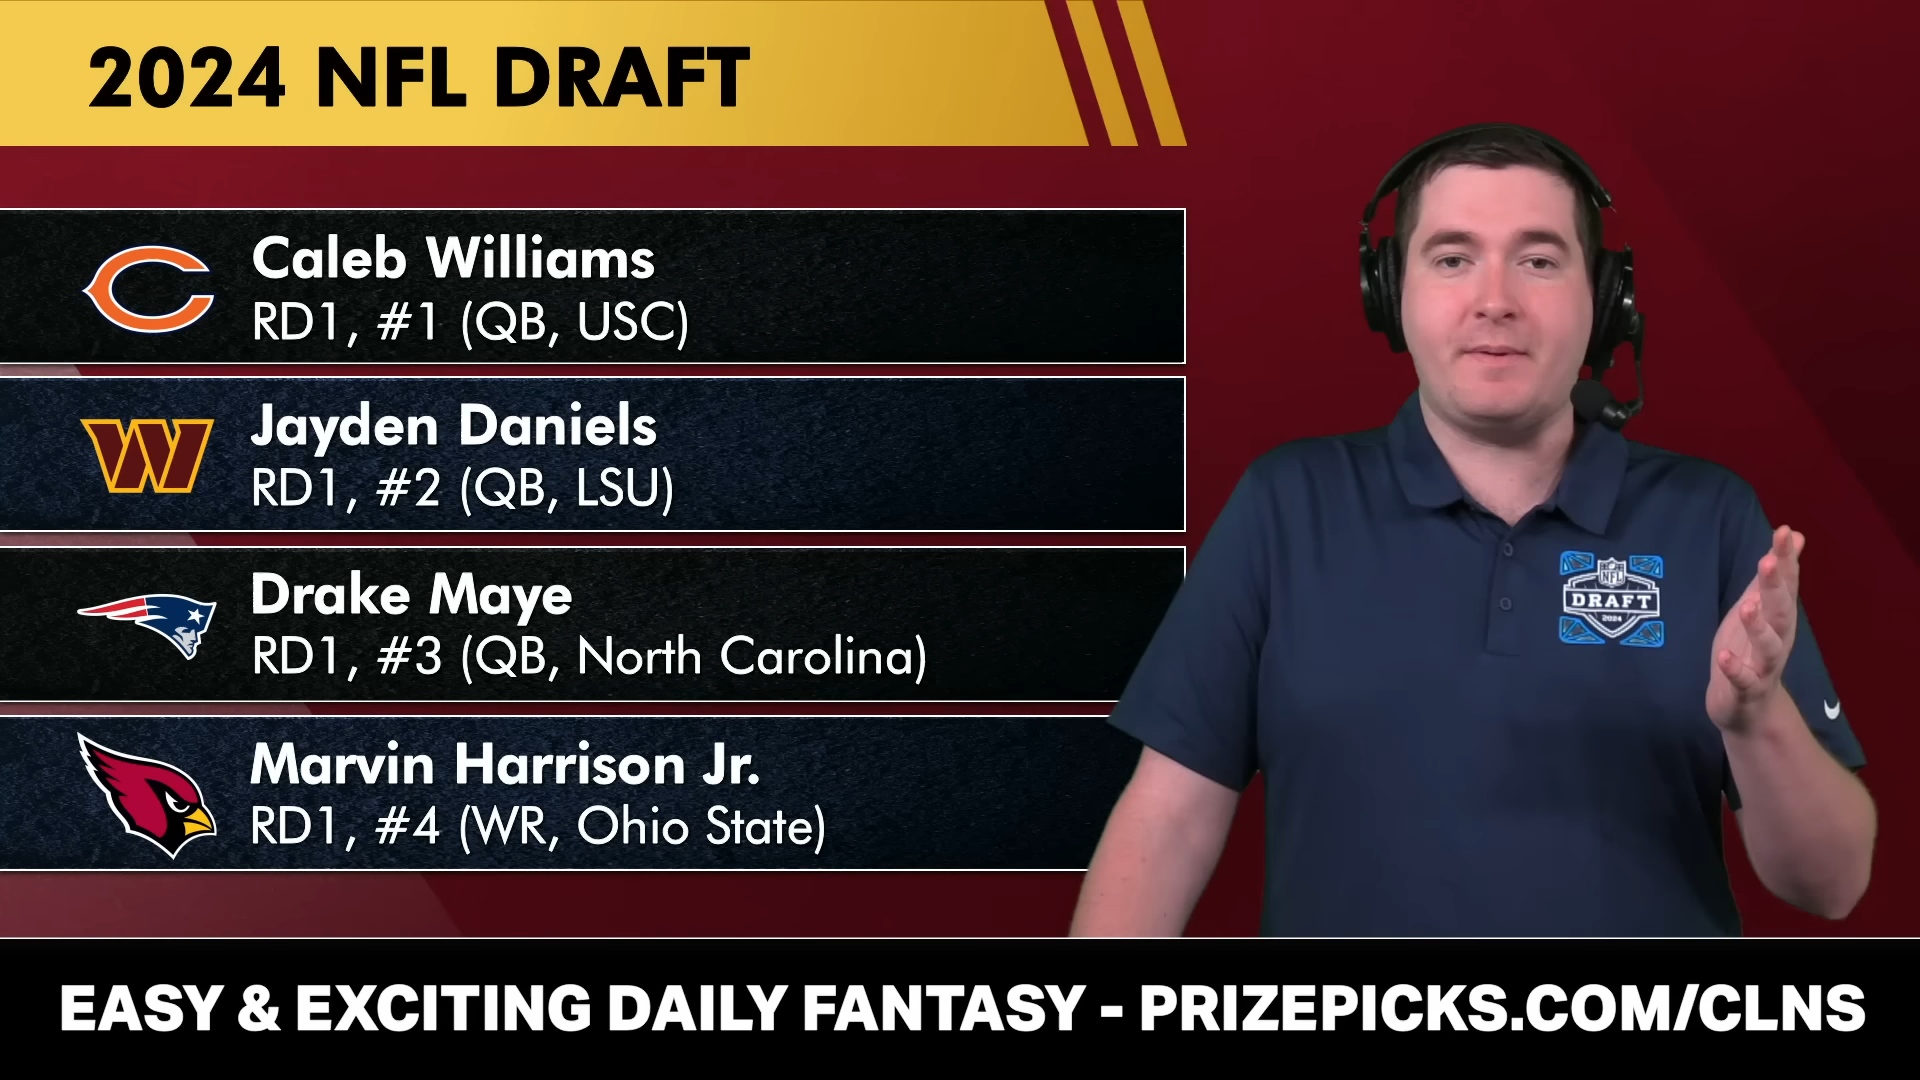 2024 NFL DRAFT
Caleb Williams
RD1, #1 (QB, USC)
Jayden Daniels
RD1, #2 (QB, LSU)
Drake Maye
RD1, #3 (QB, North Carolina)
Marvin Harrison Jr.
RD1, #4 (WR, Ohio State)
NFL
DRAFT
2024
EASY & EXCITING DAILY FANTASY - PRIZEPICKS.COM/CLNS